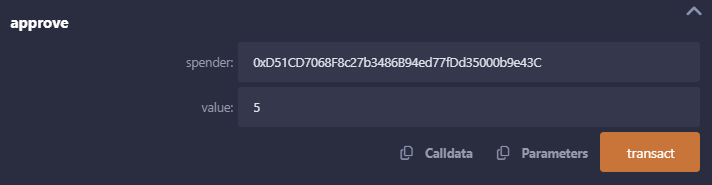 approve
spender: 0xD51CD7068F8c27b3486B94ed77fDd35000b9e43C
value: 5
Calldata Parameters transact